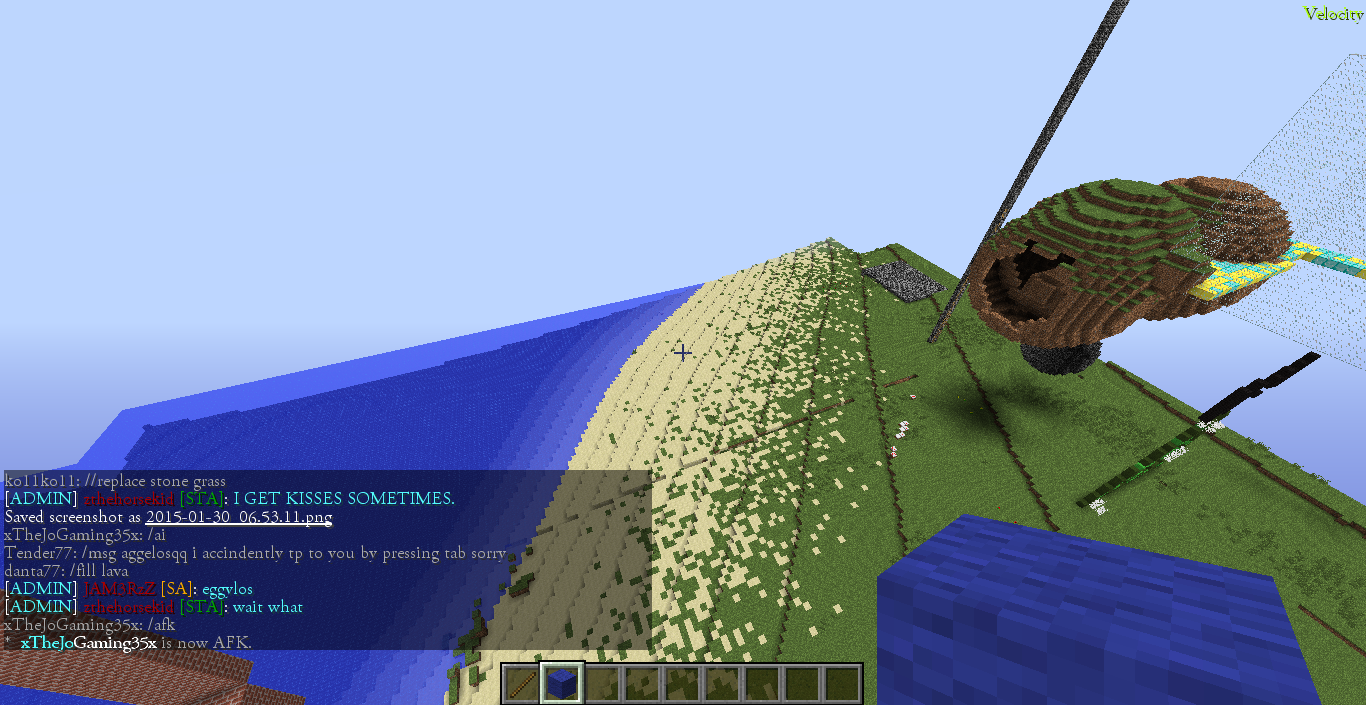 Velocity
ko11ko11: //replace stone grass
[ADMIN] zthehorsekid [STA]: I GET KISSES SOMETIMES.
Saved screenshot as 2015-01-30_06.53.11.png
xTheJoGaming35x: /ai
Tender77: /msg aggelosqq i accindently tp to you by pressing tab sorry
danta77: /fill lava
[ADMIN] JAM3RzZ [SA]: eggylos
[ADMIN] zthehorsekid [STA]: wait what
xTheJoGaming35x: /afk
* xTheJoGaming35x is now AFK.